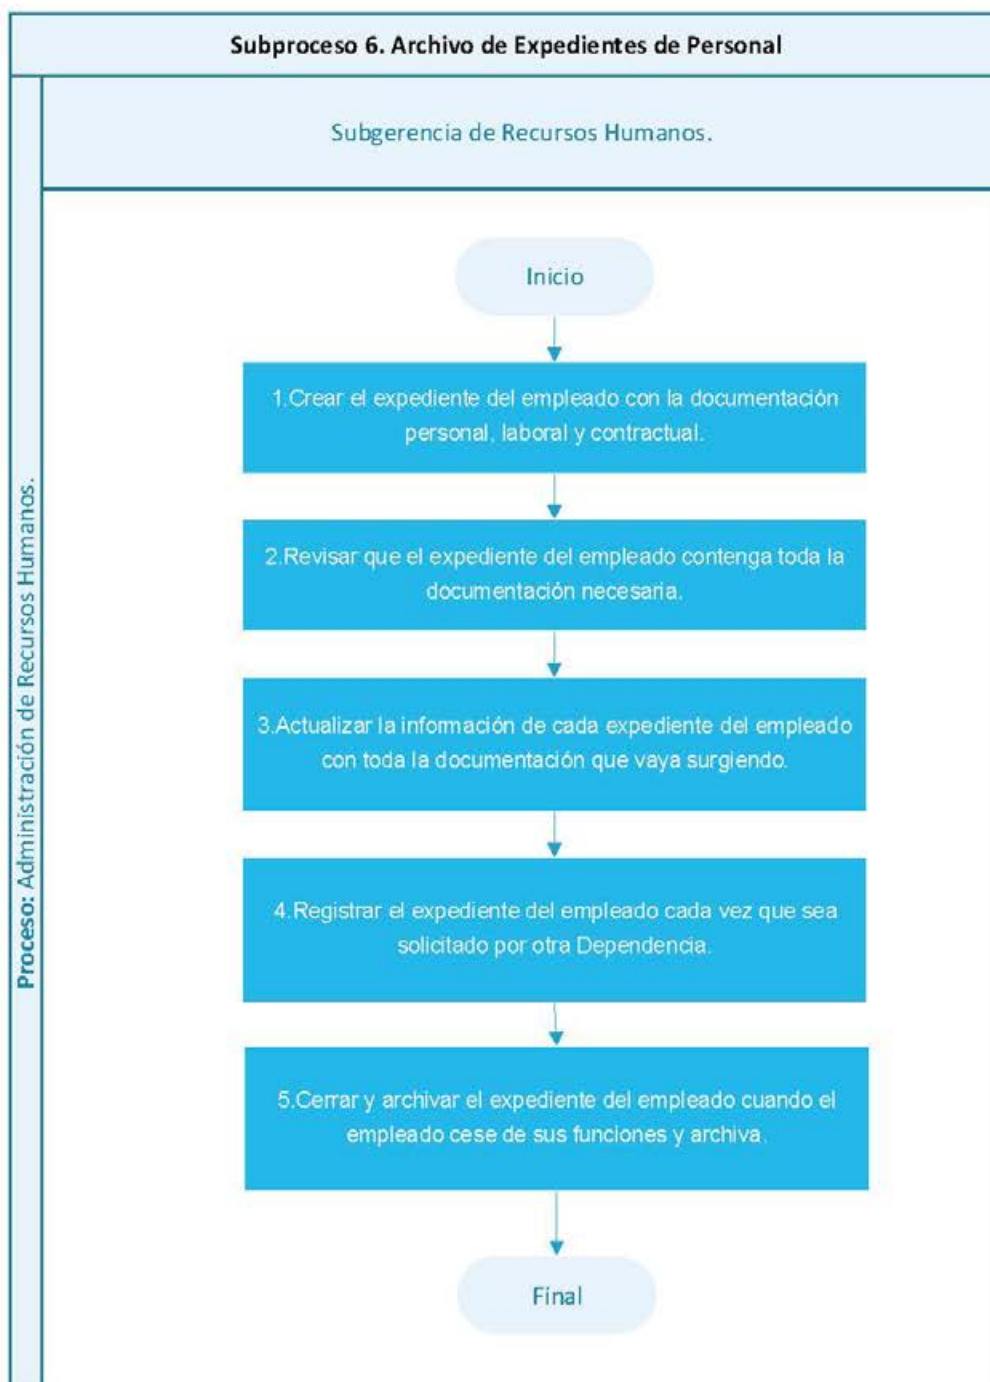 Subproceso 6. Archivo de Expedientes de Personal
Subgerencia de Recursos Humanos.
Proceso: Administración de Recursos Humanos.
Inicio
1.Crear el expediente del empleado con la documentación
personal, laboral y contractual.
2.Revisar que el expediente del empleado contenga toda la
documentación necesaria.
3.Actualizar la información de cada expediente del empleado
con toda la documentación que vaya surgiendo.
4.Registrar el expediente del empleado cada vez que sea
solicitado por otra Dependencia.
5.Cerrar y archivar el expediente del empleado cuando el
empleado cese de sus funciones y archiva.
Final